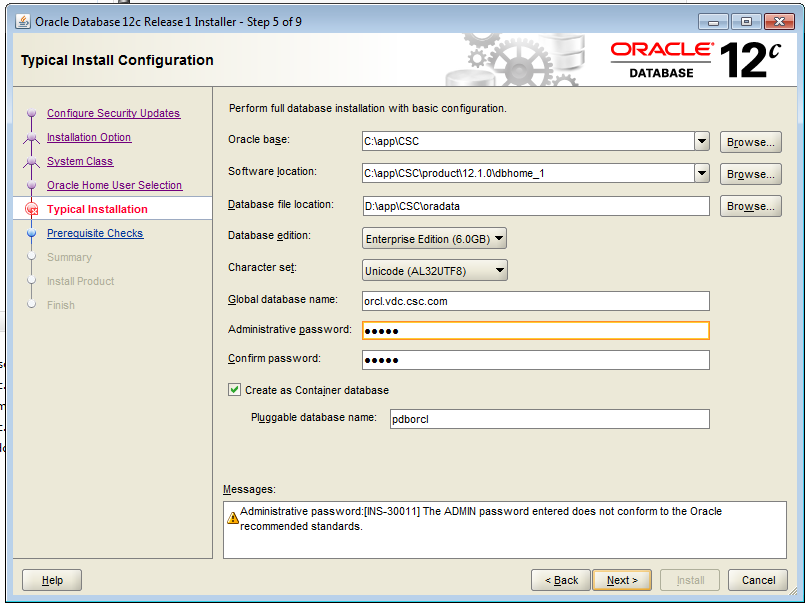 Oracle Database 12c Release 1 Installer - Step 5 of 9
Typical Install Configuration
ORACLE
DATABASE
12c
Configure Security Updates
Installation Option
System Class
Oracle Home User Selection
Typical Installation
Prerequisite Checks
Summary
Install Product
Finish
Perform full database installation with basic configuration.
Oracle base: C:\app\CSC Browse...
Software location: C:\app\CSC\product\12.1.0\dbhome_1 Browse...
Database file location: D:\app\CSC\oradata Browse...
Database edition: Enterprise Edition (6.0GB)
Character set: Unicode (AL32UTF8)
Global database name: orcl.vdc.csc.com
Administrative password: •••••
Confirm password: •••••
Create as Container database
Pluggable database name: pdborcl
Messages:
Administrative password:[INS-30011] The ADMIN password entered does not conform to the Oracle
recommended standards.
Help < Back Next > Install Cancel